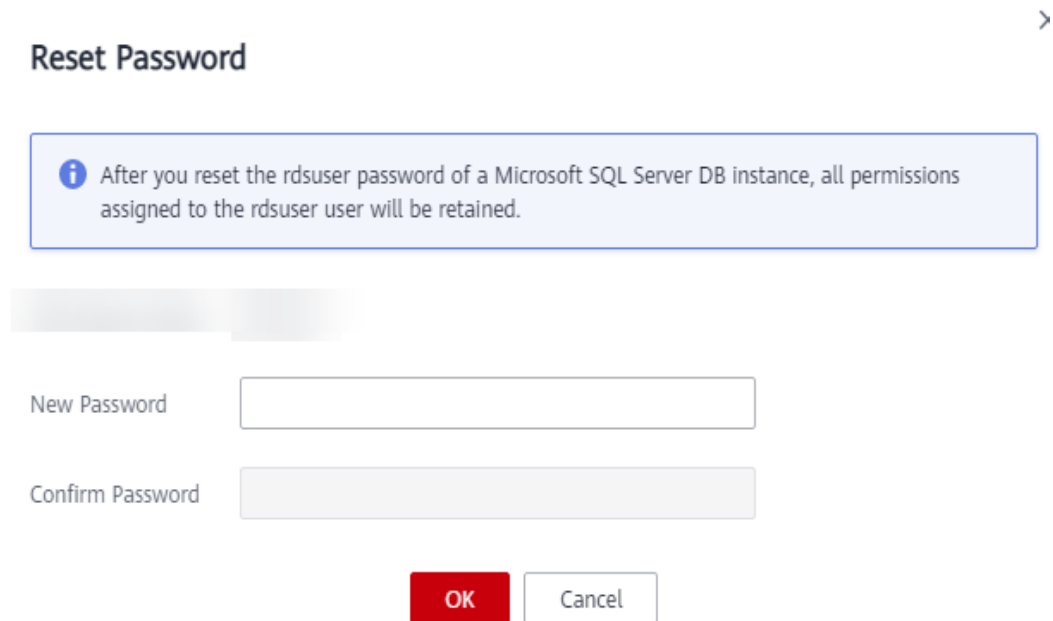 Reset Password
After you reset the rdsuser password of a Microsoft SQL Server DB instance, all permissions
assigned to the rdsuser user will be retained.
New Password
Confirm Password
OK
Cancel